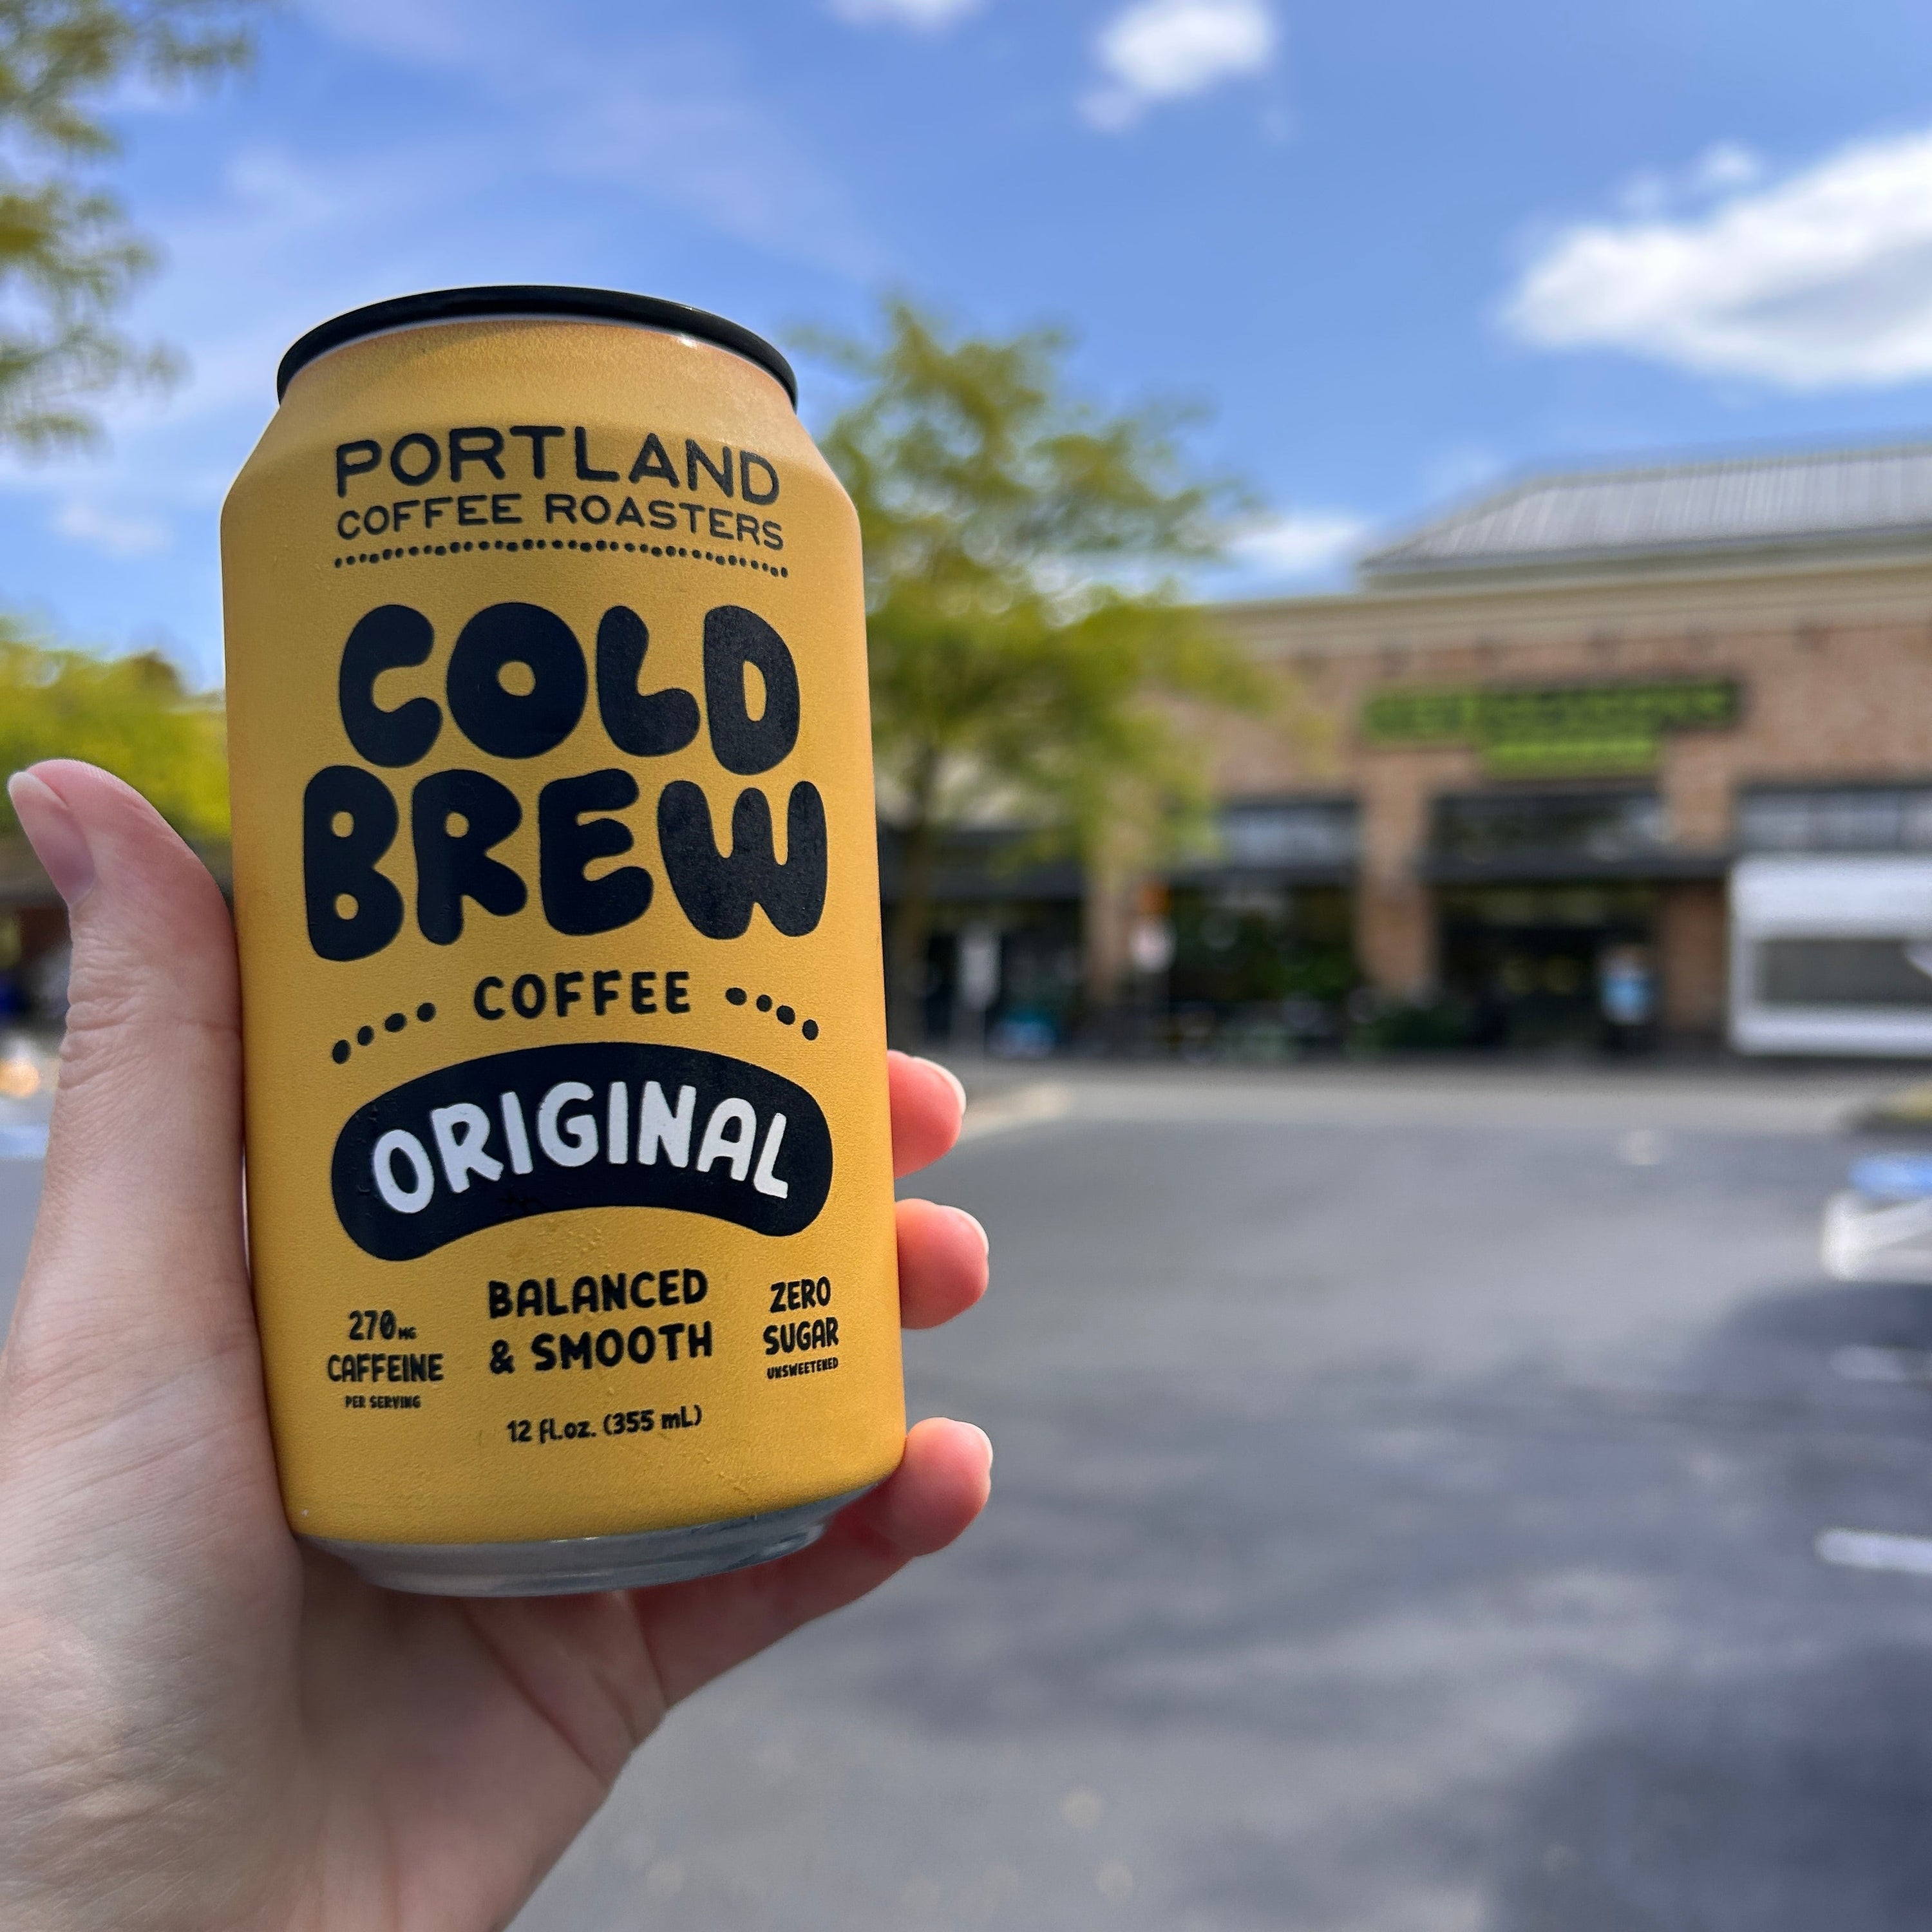 PORTLAND
COFFEE ROASTERS
COLD
BREW
COFFEE
ORIGINAL
BALANCED
& SMOOTH
270MG
CAFFEINE
PER SERVING
ZERO
SUGAR
UNSWEETENED
12 fl.oz. (355 mL)